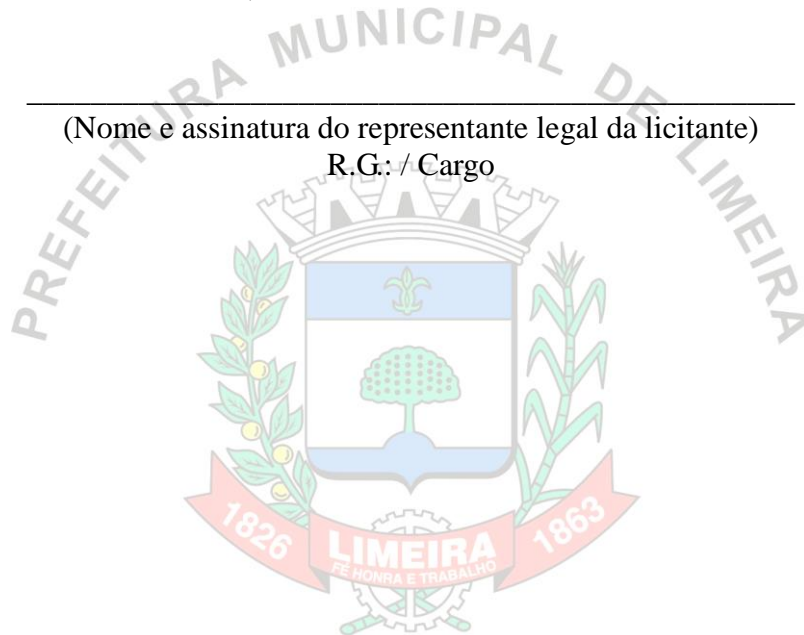 PREFEITURA MUNICIPAL DE LIMEIRA
(Nome e assinatura do representante legal da licitante)
R.G.: / Cargo
1826
LIMEIRA
1863
FÉ HONRA E TRABALHO